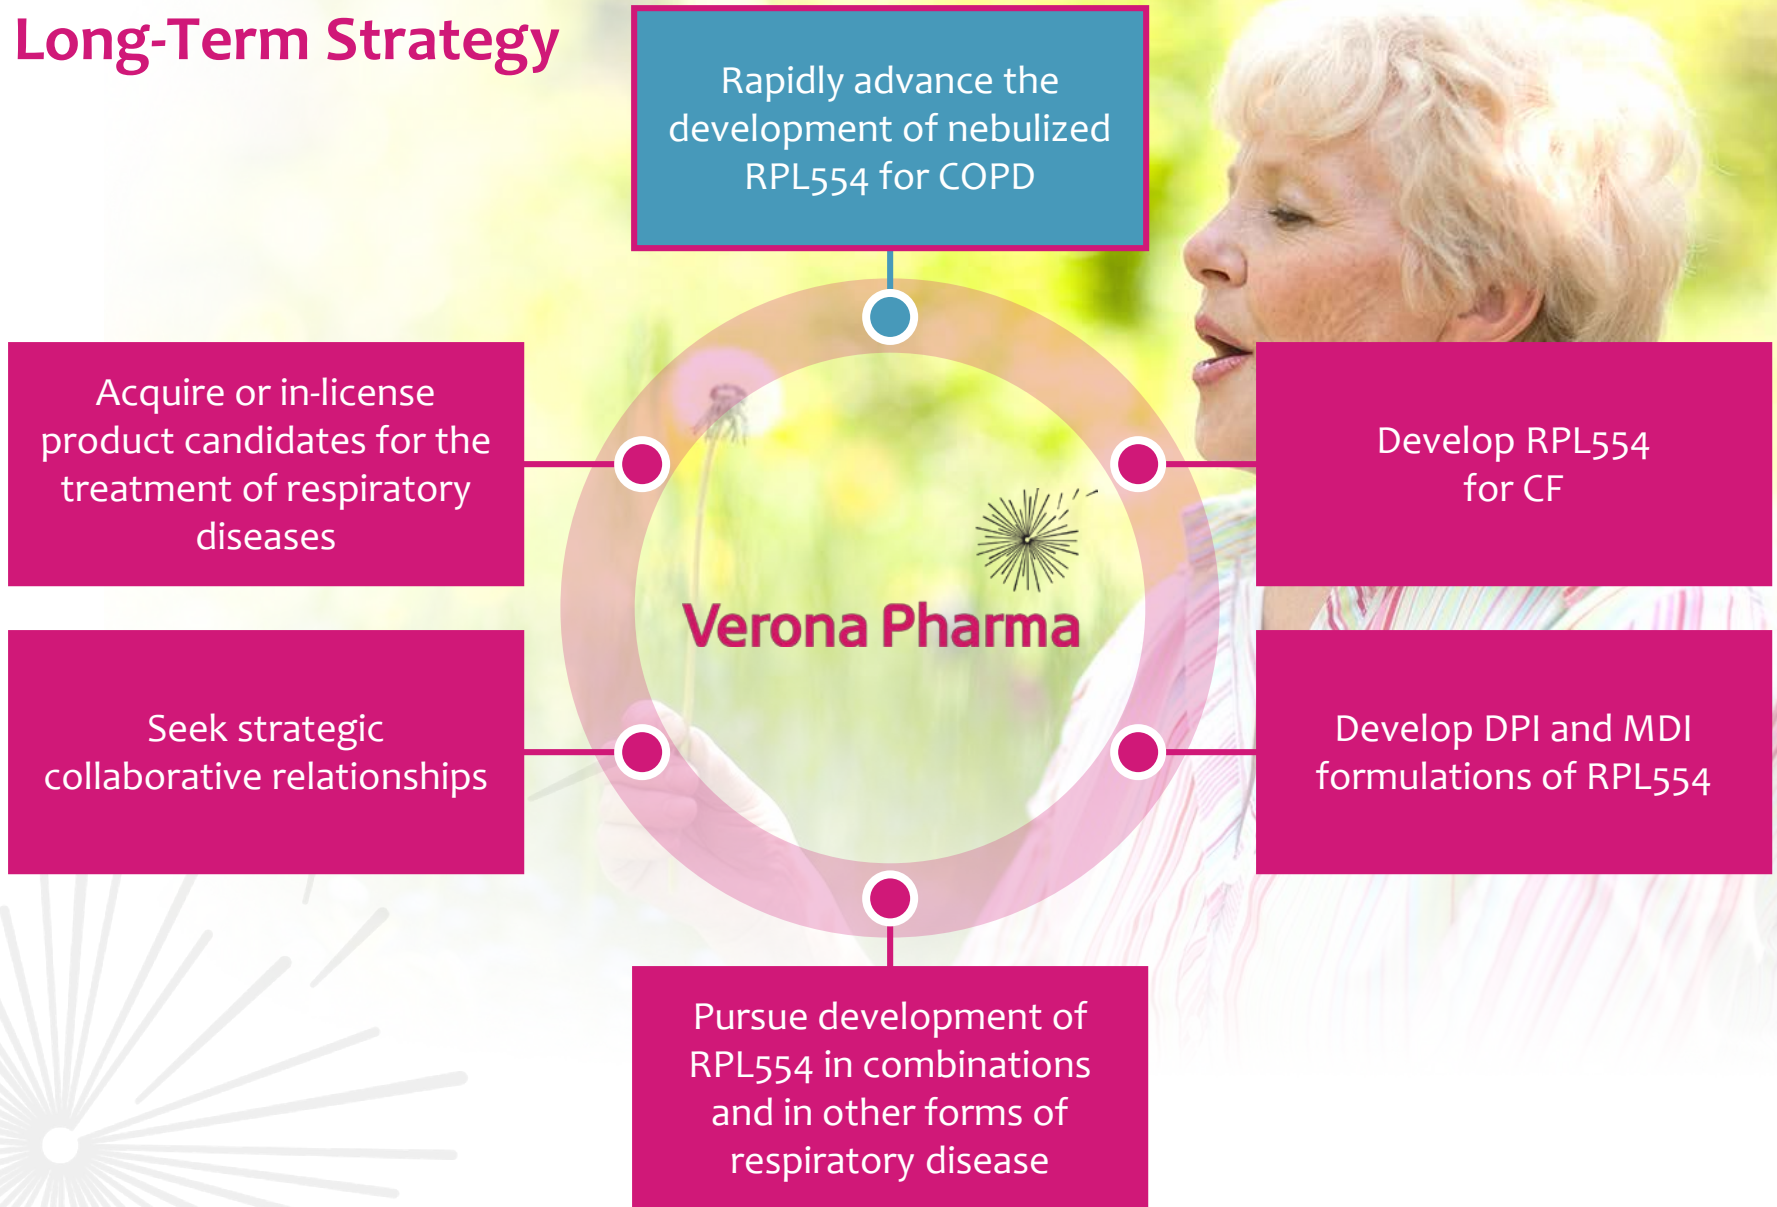 Long-Term Strategy
Rapidly advance the
development of nebulized
RPL554 for COPD
Acquire or in-license
product candidates for the
treatment of respiratory
diseases
Develop RPL554
for CF
Verona Pharma
Seek strategic
collaborative relationships
Develop DPI and MDI
formulations of RPL554
Pursue development of
RPL554 in combinations
and in other forms of
respiratory disease